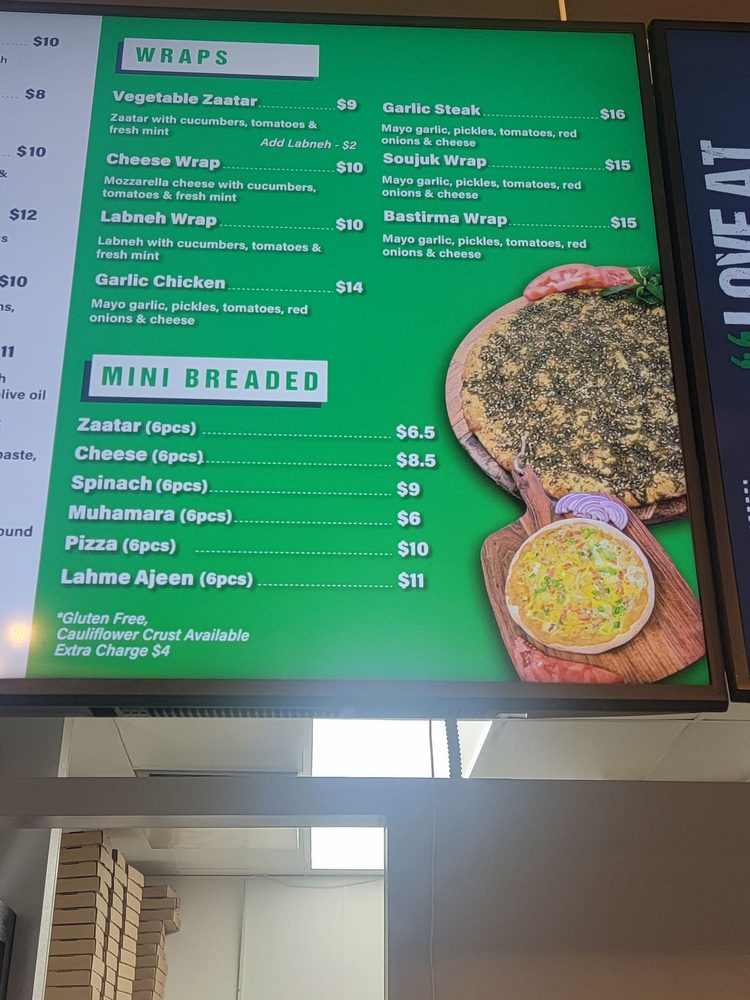 $10
h
$8
$10
&
$12
s
$10
ns,
11
h
live oil
paste,
ound
WRAPS
Vegetable Zaatar $9
Zaatar with cucumbers, tomatoes &
fresh mint
Add Labneh - $2
Cheese Wrap $10
Mozzarella cheese with cucumbers,
tomatoes & fresh mint
Labneh Wrap $10
Labneh with cucumbers, tomatoes &
fresh mint
Garlic Chicken $14
Mayo garlic, pickles, tomatoes, red
onions & cheese
Garlic Steak $16
Mayo garlic, pickles, tomatoes, red
onions & cheese
Soujuk Wrap $15
Mayo garlic, pickles, tomatoes, red
onions & cheese
Bastirma Wrap $15
Mayo garlic, pickles, tomatoes, red
onions & cheese
MINI BREADED
Zaatar (6pcs) $6.5
Cheese (6pcs) $8.5
Spinach (6pcs) $9
Muhamara (6pcs) $6
Pizza (6pcs) $10
Lahme Ajeen (6pcs) $11
*Gluten Free,
Cauliflower Crust Available
Extra Charge $4
“LOVE AT